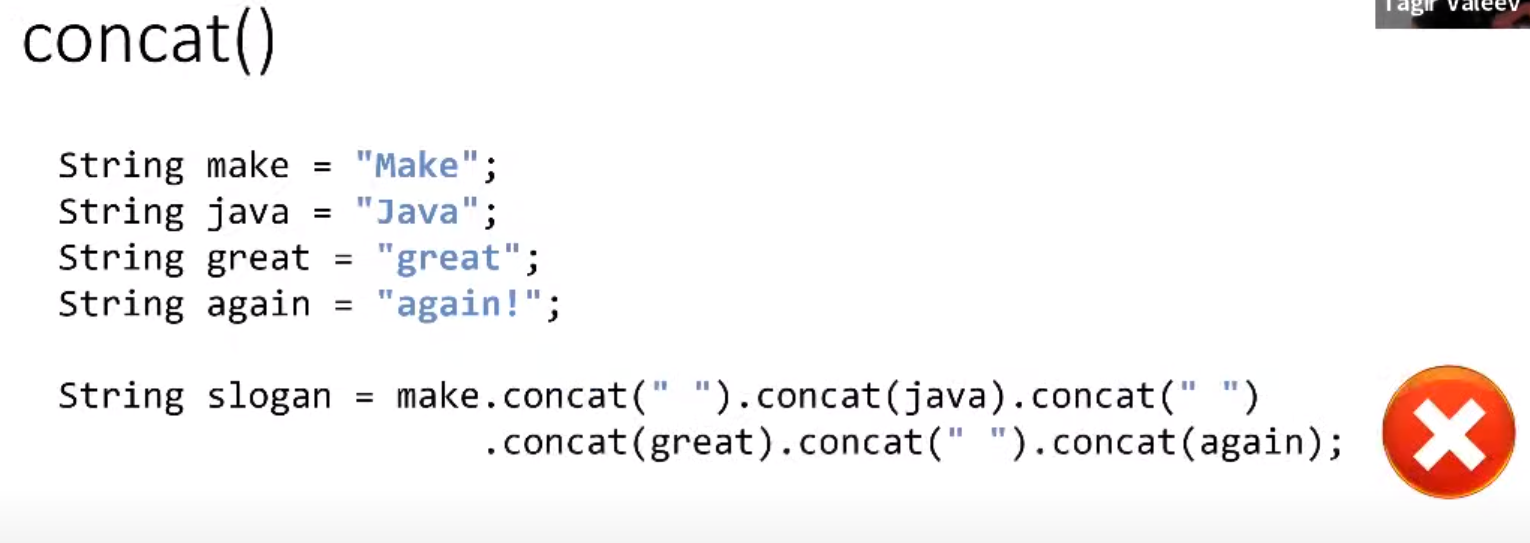 Tagir Valeev
concat()
String make = "Make";
String java = "Java";
String great = "great";
String again = "again!";
String slogan = make.concat(" ").concat(java).concat(" ")
.concat(great).concat(" ").concat(again);